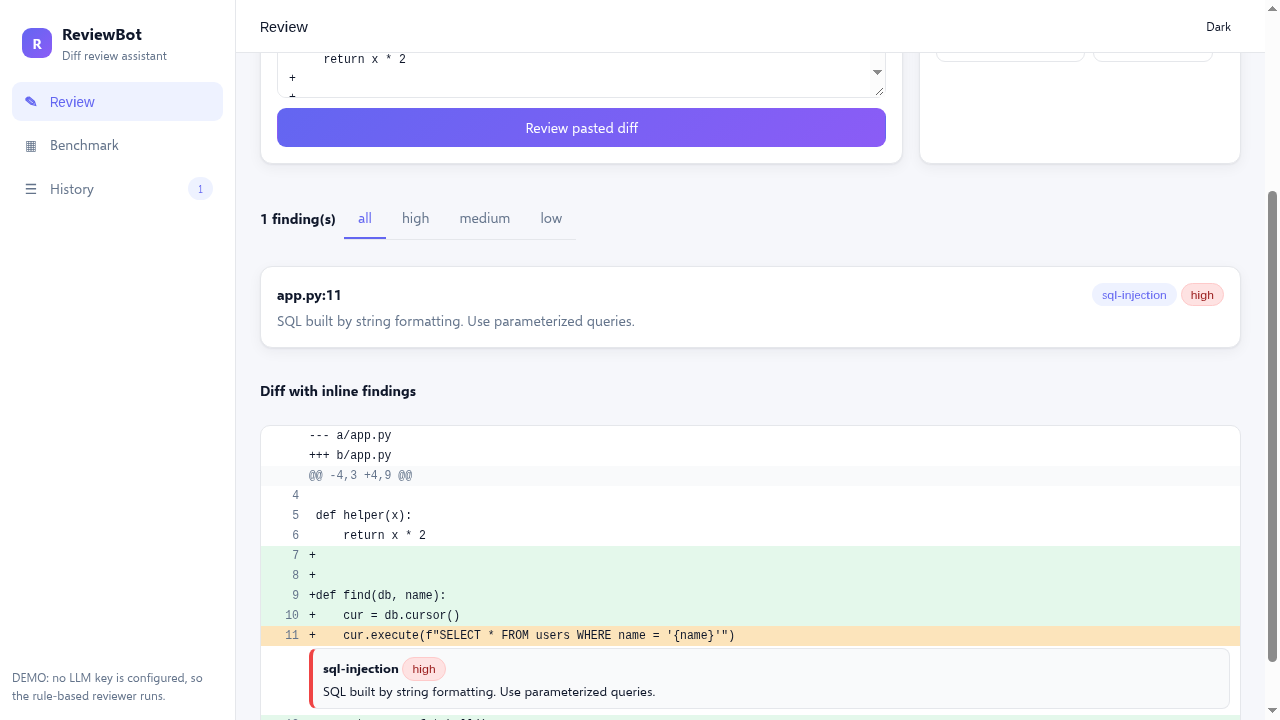 R
ReviewBot
Diff review assistant
✎ Review
▦ Benchmark
☰ History 1
DEMO: no LLM key is configured, so
the rule-based reviewer runs.
Review
Dark
return x * 2
+
+
Review pasted diff
1 finding(s) all high medium low
app.py:11 sql-injection high
SQL built by string formatting. Use parameterized queries.
Diff with inline findings
--- a/app.py
+++ b/app.py
@@ -4,3 +4,9 @@
4
5 def helper(x):
6 return x * 2
7 +
8 +
9 +def find(db, name):
10 + cur = db.cursor()
11 + cur.execute(f"SELECT * FROM users WHERE name = '{name}'")
sql-injection high
SQL built by string formatting. Use parameterized queries.